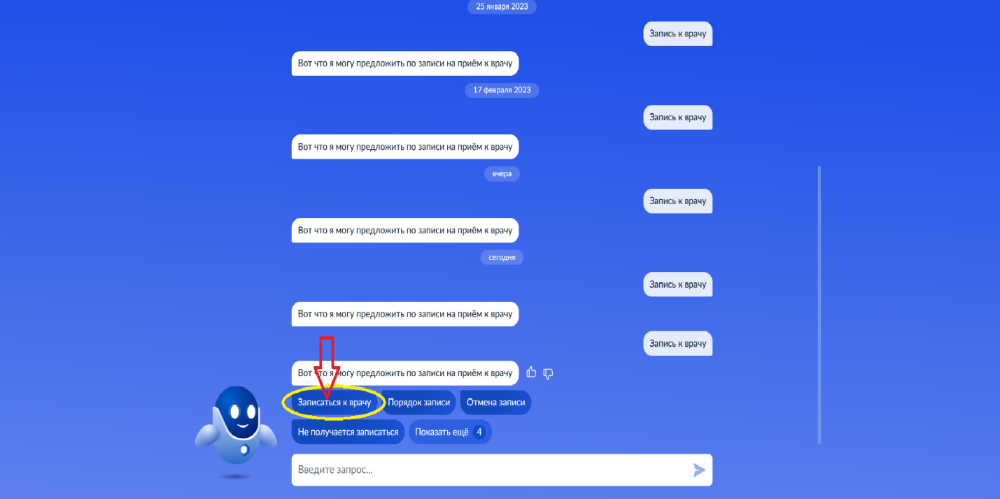 25 января 2023
Запись к врачу
Вот что я могу предложить по записи на приём к врачу
17 февраля 2023
Запись к врачу
Вот что я могу предложить по записи на приём к врачу
вчера
Запись к врачу
Вот что я могу предложить по записи на приём к врачу
сегодня
Запись к врачу
Вот что я могу предложить по записи на приём к врачу
Запись к врачу
Вот что я могу предложить по записи на приём к врачу
Записаться к врачу Порядок записи Отмена записи
Не получается записаться Показать ещё 4
Введите запрос...